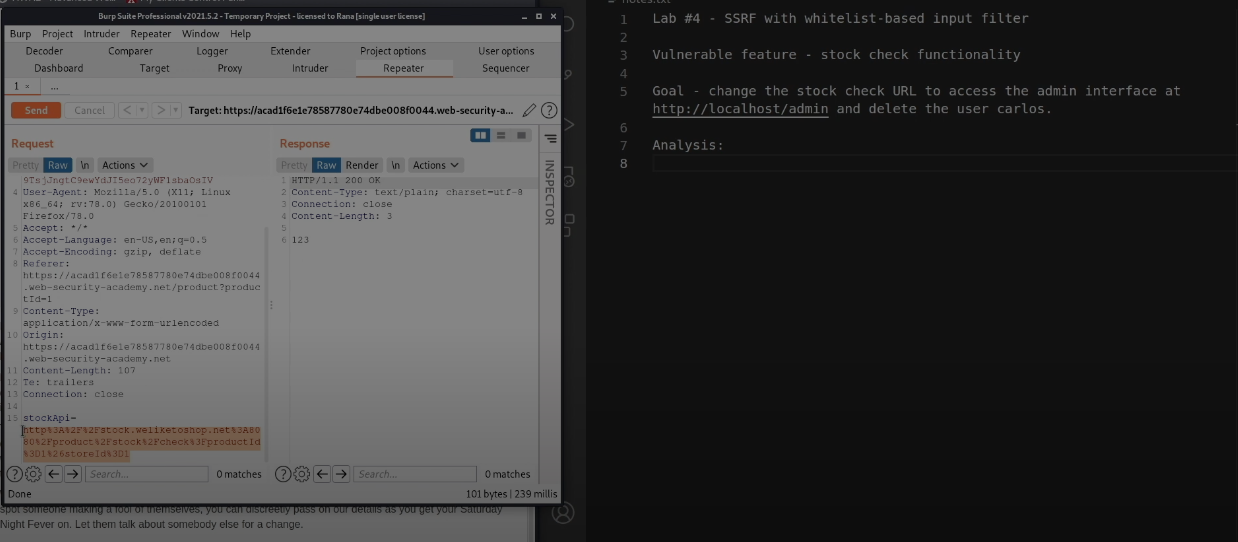 Burp Suite Professional v2021.5.2 - Temporary Project - licensed to Rana [single user license]
Burp Project Intruder Repeater Window Help
Decoder Comparer Logger Extender Project options User options
Dashboard Target Proxy Intruder Repeater Sequencer
1 × ...
Send Cancel < > Target: https://acad1f6e1e78587780e74dbe008f0044.web-security-a...
Request
Pretty Raw \n Actions
4 User-Agent: Mozilla/5.0 (X11; Linux
x86_64; rv:78.0) Gecko/20100101
Firefox/78.0
5 Accept: */*
6 Accept-Language: en-US,en;q=0.5
7 Accept-Encoding: gzip, deflate
8 Referer:
https://acad1f6e1e78587780e74dbe008f0044
.web-security-academy.net/product?produc
tId=1
9 Content-Type:
application/x-www-form-urlencoded
10 Origin:
https://acad1f6e1e78587780e74dbe008f0044
.web-security-academy.net
11 Content-Length: 107
12 Te: trailers
13 Connection: close
14
15 stockApi=
http%3A%2F%2Fstock.weliketoshop.net%3A80
80%2Fproduct%2Fstock%2Fcheck%3FproductId
%3D1%26storeId%3D1
Search... 0 matches
Response
Pretty Raw Render \n Actions
1 HTTP/1.1 200 OK
2 Content-Type: text/plain; charset=utf-8
3 Connection: close
4 Content-Length: 3
5
6 123
Search... 0 matches
INSPECTOR
Done 101 bytes | 239 millis
spot someone making a fool of themselves, you can discreetly pass on our details as you get your Saturday
Night Fever on. Let them talk about somebody else for a change.
notes.txt
1 Lab #4 - SSRF with whitelist-based input filter
2
3 Vulnerable feature - stock check functionality
4
5 Goal - change the stock check URL to access the admin interface at
http://localhost/admin and delete the user carlos.
6
7 Analysis:
8